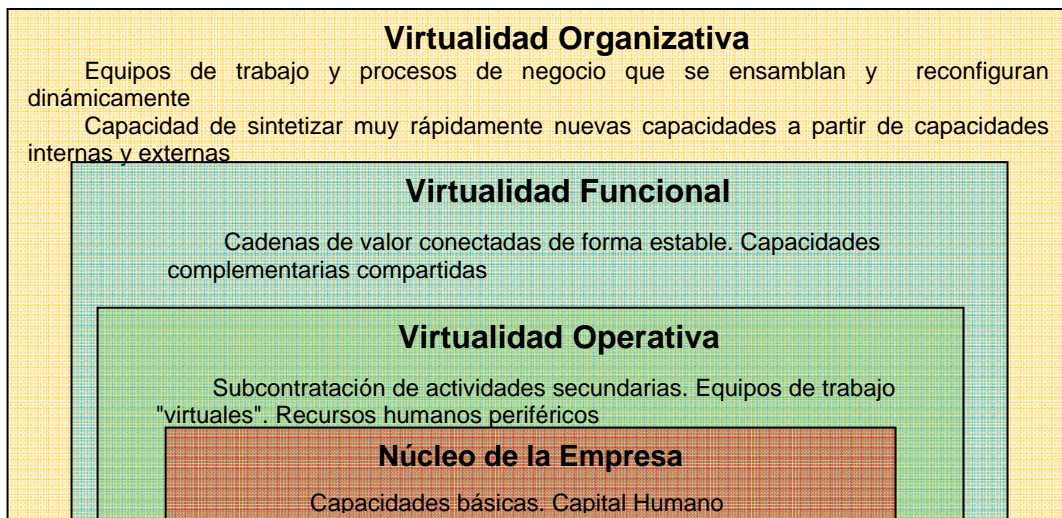 Virtualidad Organizativa
Equipos de trabajo y procesos de negocio que se ensamblan y reconfiguran
dinámicamente
Capacidad de sintetizar muy rápidamente nuevas capacidades a partir de capacidades
internas y externas
Virtualidad Funcional
Cadenas de valor conectadas de forma estable. Capacidades
complementarias compartidas
Virtualidad Operativa
Subcontratación de actividades secundarias. Equipos de trabajo
"virtuales". Recursos humanos periféricos
Núcleo de la Empresa
Capacidades básicas. Capital Humano